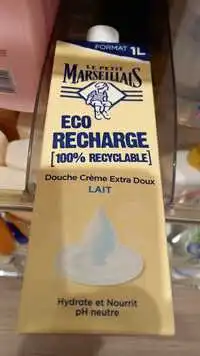 FORMAT 1L
LE PETIT
MARSEILLAIS
ECO
RECHARGE
[100% RECYCLABLE]
Douche Crème Extra Doux
LAIT
Hydrate et Nourrit
pH neutre